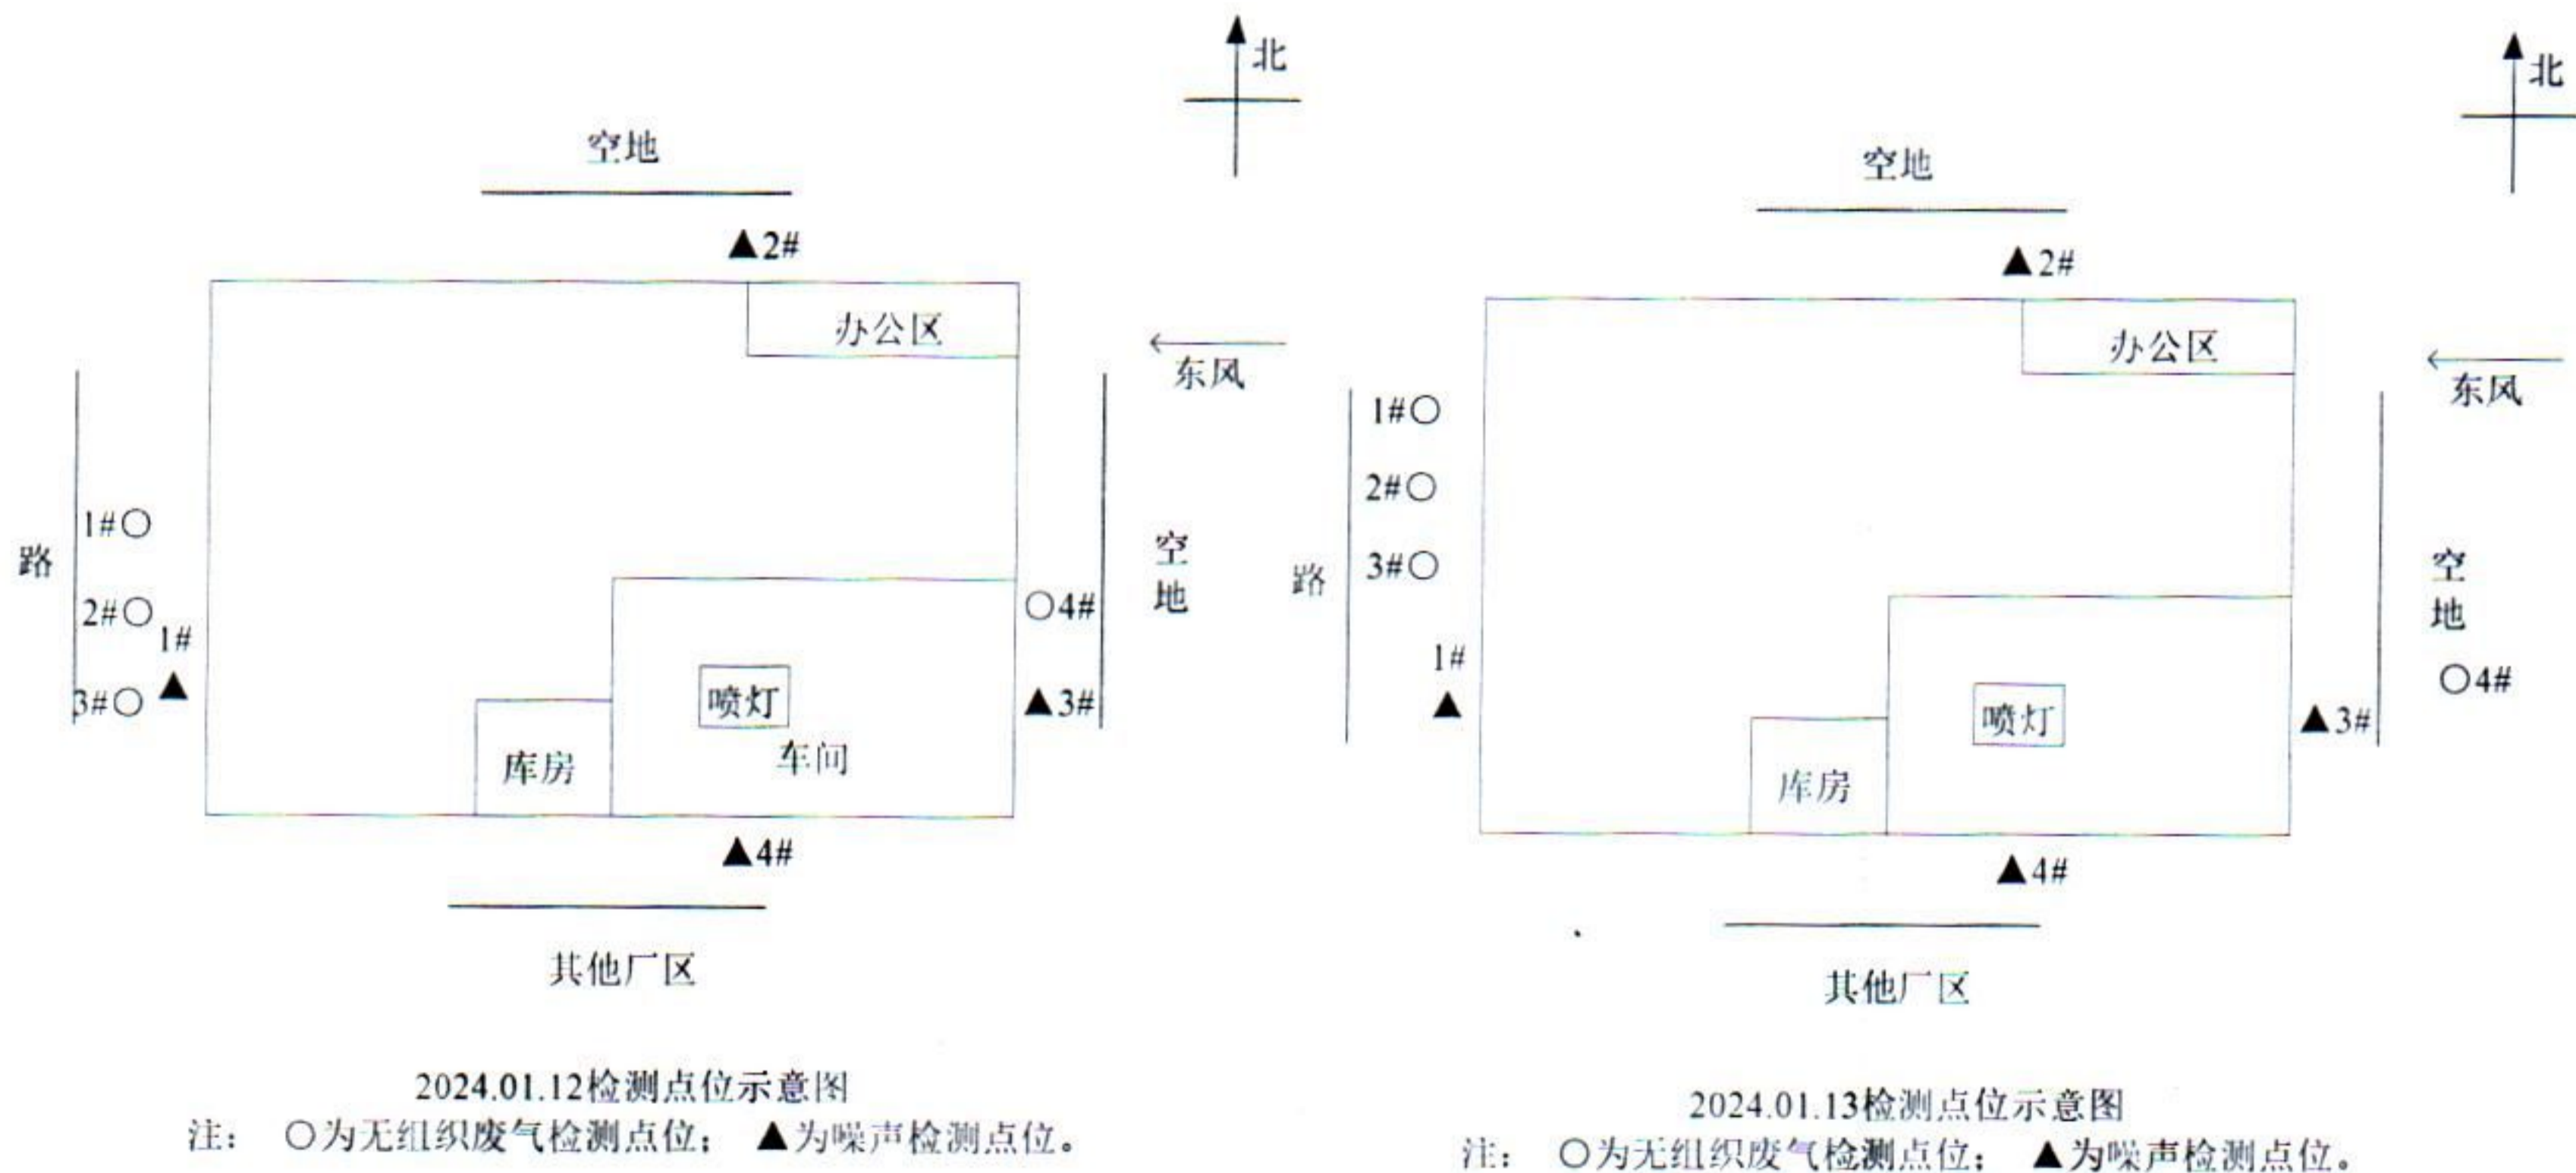 北
空地
▲2#
办公区
东风
1#○
路
2#○
1#
▲
3#○
空地
○4#
▲3#
喷灯
车间
库房
▲4#
其他厂区
2024.01.12检测点位示意图
注: ○为无组织废气检测点位; ▲为噪声检测点位。
北
空地
▲2#
办公区
东风
1#○
2#○
3#○
路
1#
▲
空地
○4#
▲3#
喷灯
库房
▲4#
其他厂区
2024.01.13检测点位示意图
注: ○为无组织废气检测点位; ▲为噪声检测点位。